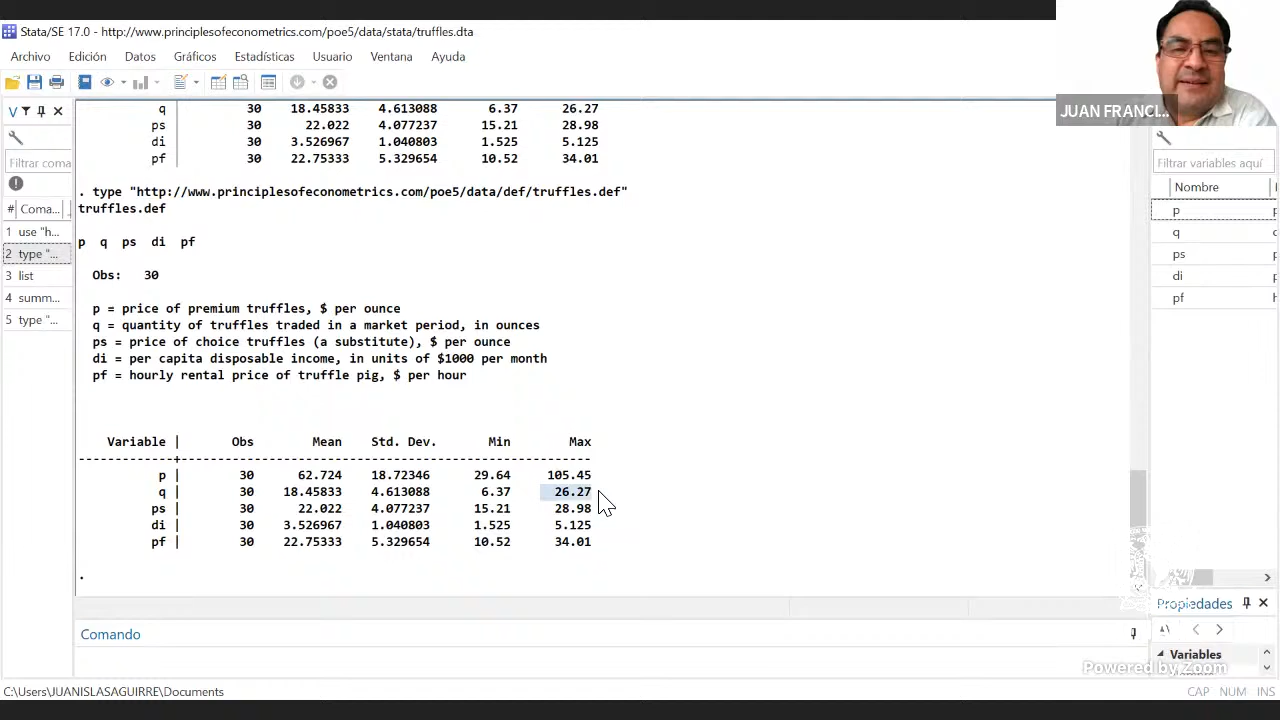 Stata/SE 17.0 - http://www.principlesofeconometrics.com/poe5/data/stata/truffles.dta
Archivo Edición Datos Gráficos Estadísticas Usuario Ventana Ayuda
JUAN FRANCI...
V
Filtrar coma
# Coma...
1 use "h...
2 type "...
3 list
4 summ...
5 type "...
q | 30 18.45833 4.613088 6.37 26.27
ps | 30 22.022 4.077237 15.21 28.98
di | 30 3.526967 1.040803 1.525 5.125
pf | 30 22.75333 5.329654 10.52 34.01
. type "http://www.principlesofeconometrics.com/poe5/data/def/truffles.def"
truffles.def
p q ps di pf
Obs: 30
p = price of premium truffles, $ per ounce
q = quantity of truffles traded in a market period, in ounces
ps = price of choice truffles (a substitute), $ per ounce
di = per capita disposable income, in units of $1000 per month
pf = hourly rental price of truffle pig, $ per hour
Variable | Obs Mean Std. Dev. Min Max
-------------+--------------------------------------------------------
p | 30 62.724 18.72346 29.64 105.45
q | 30 18.45833 4.613088 6.37 26.27
ps | 30 22.022 4.077237 15.21 28.98
di | 30 3.526967 1.040803 1.525 5.125
pf | 30 22.75333 5.329654 10.52 34.01
.
Comando
Filtrar variables aquí
Nombre
p p
q
ps p
di p
pf h
Propiedades
Variables
Powered by Zoom
C:\Users\JUANISLASAGUIRRE\Documents
CAP NUM INS